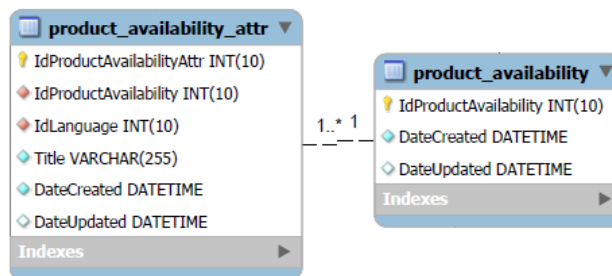 product_availability_attr
IdProductAvailabilityAttr INT(10)
IdProductAvailability INT(10)
IdLanguage INT(10)
Title VARCHAR(255)
DateCreated DATETIME
DateUpdated DATETIME
Indexes
1..* 1
product_availability
IdProductAvailability INT(10)
DateCreated DATETIME
DateUpdated DATETIME
Indexes